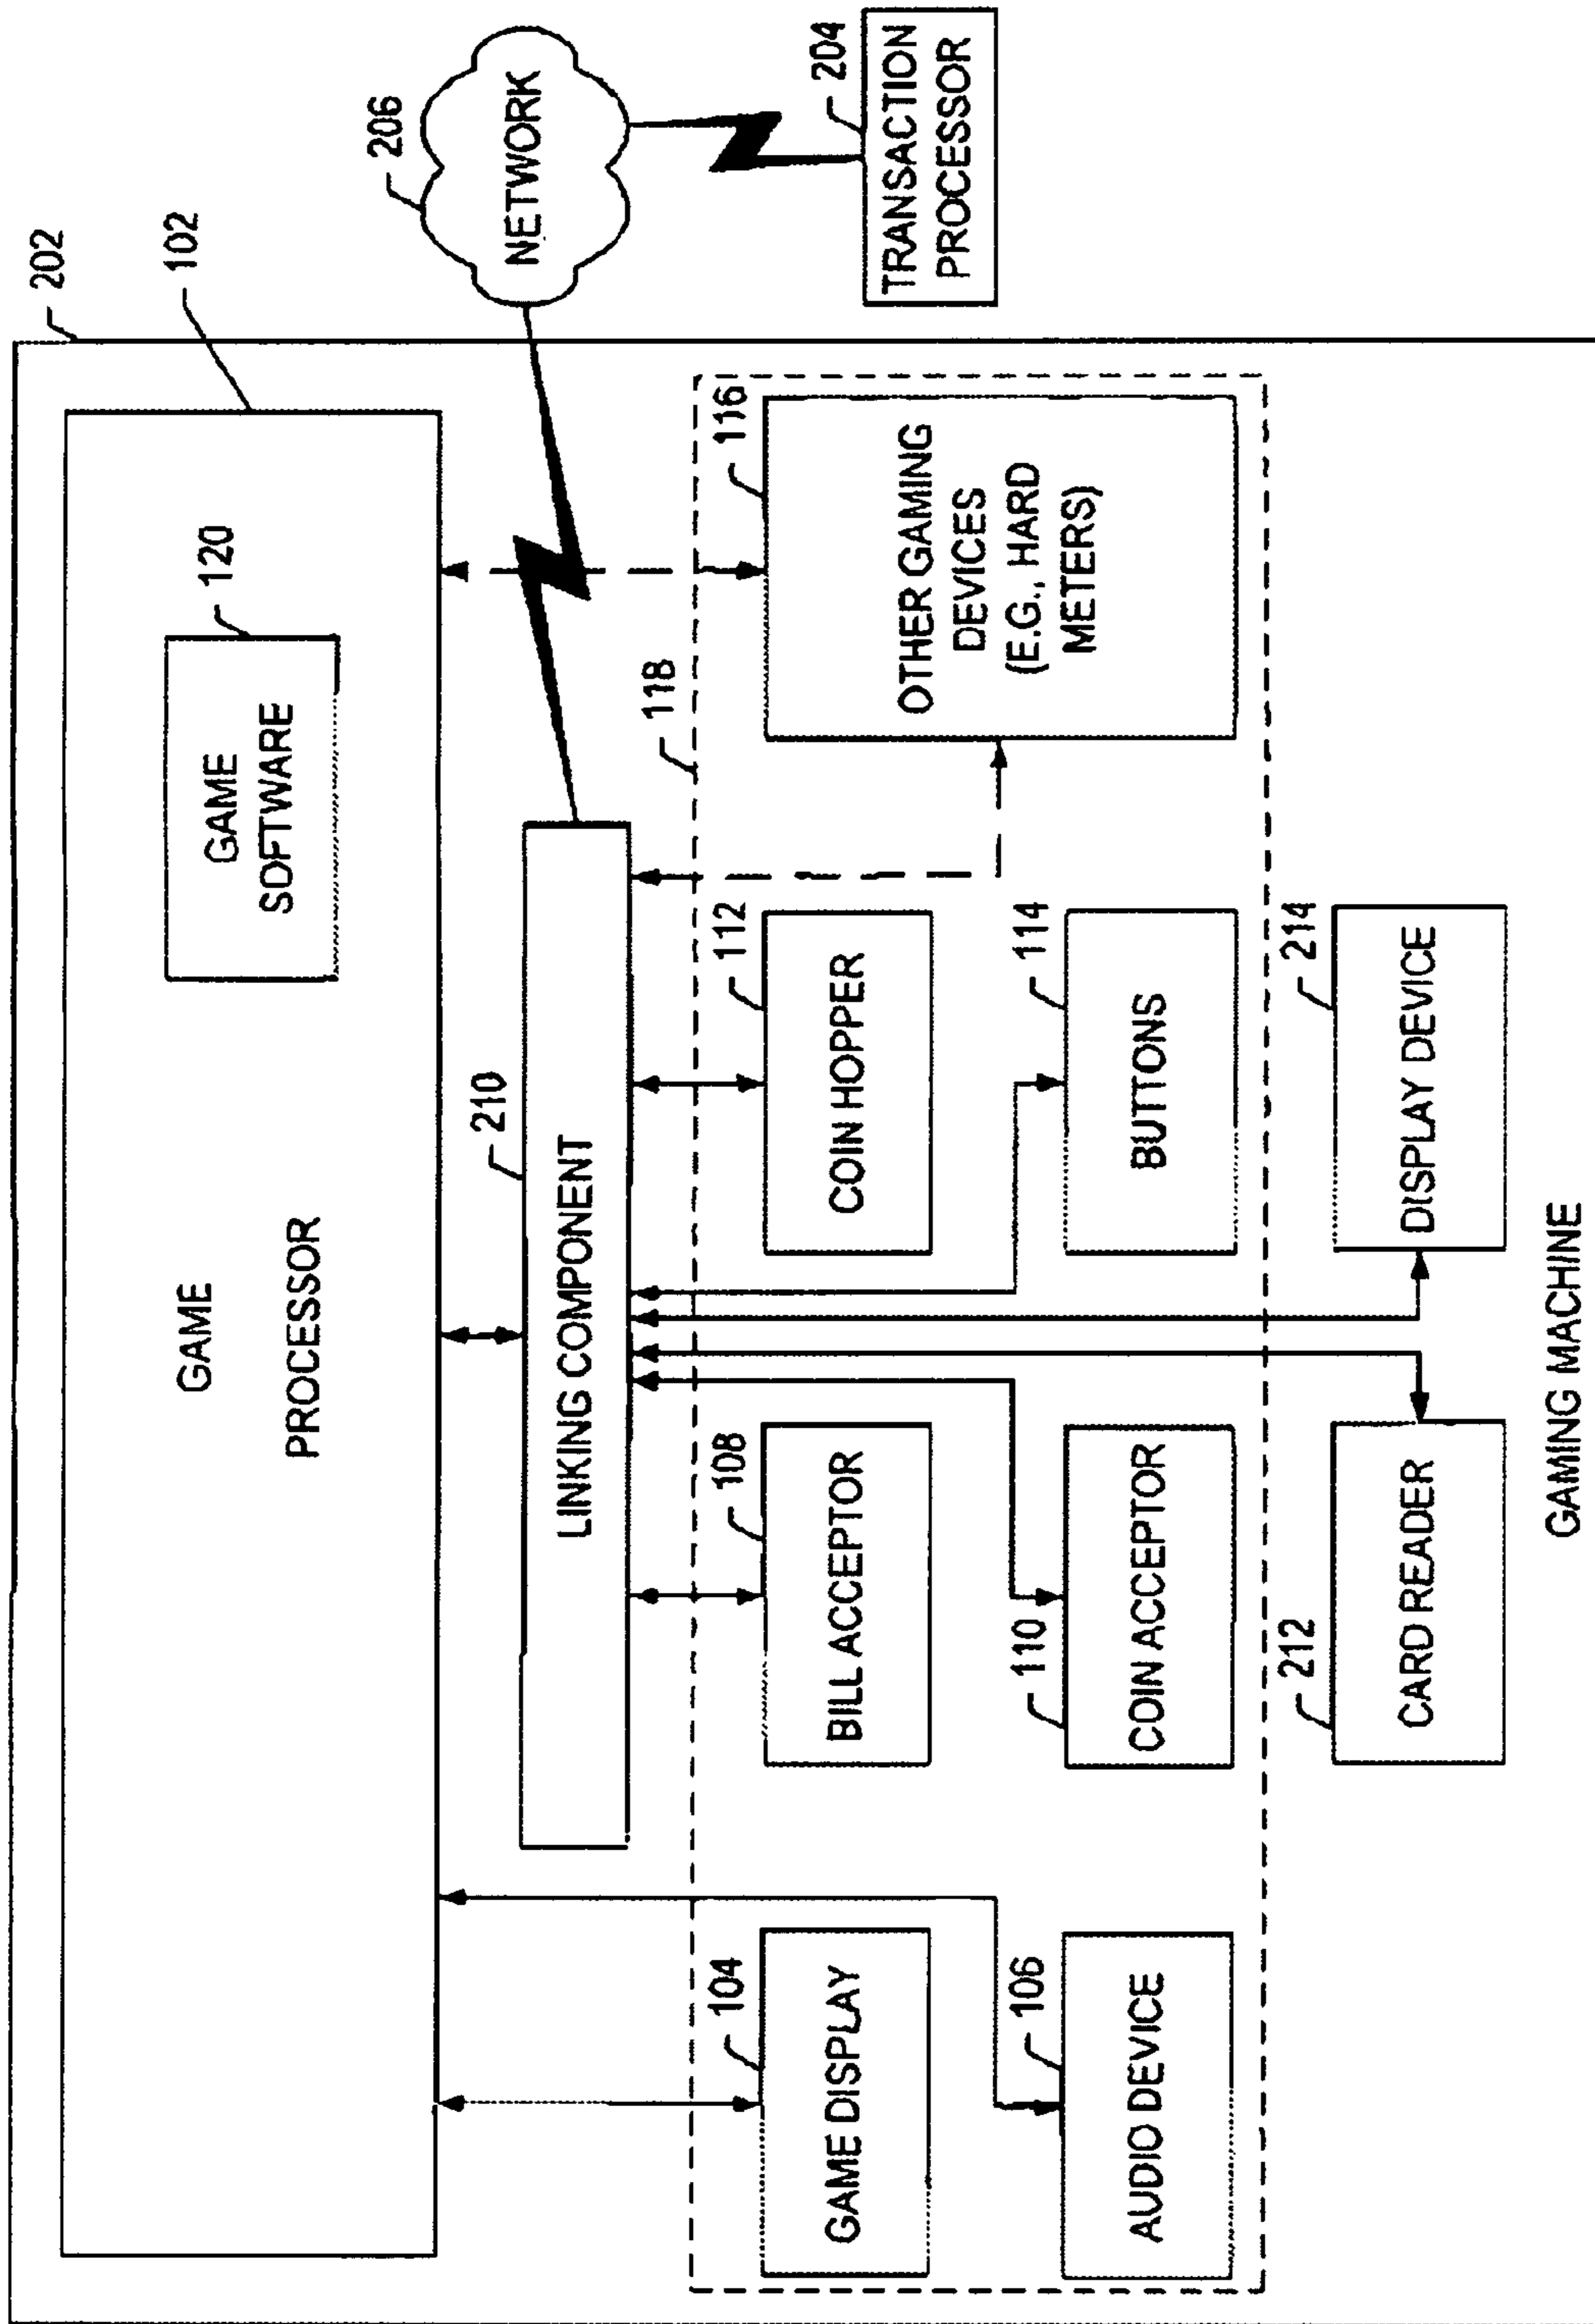 202
102
GAME
PROCESSOR
120
GAME
SOFTWARE
206
NETWORK
210
LINKING COMPONENT
118
204
TRANSACTION
PROCESSOR
104
GAME DISPLAY
108
BILL ACCEPTOR
112
COIN HOPPER
116
OTHER GAMING
DEVICES
(E.G., HARD
METERS)
106
AUDIO DEVICE
110
COIN ACCEPTOR
114
BUTTONS
212
CARD READER
214
DISPLAY DEVICE
GAMING MACHINE